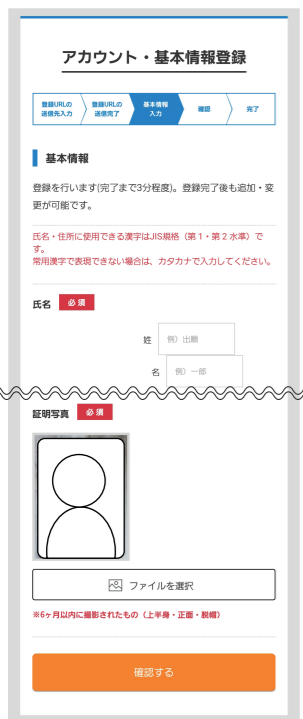 アカウント・基本情報登録
登録URLの
送信先入力
登録URLの
送信完了
基本情報
入力
確認
完了
基本情報
登録を行います(完了まで3分程度)。登録完了後も追加・変
更が可能です。
氏名・住所に使用できる漢字はJIS規格（第1・第2水準）で
す。
常用漢字で表現できない場合は、カタカナで入力してください。
氏名 必須
姓 例）出願
名 例）一郎
証明写真 必須
ファイルを選択
※6ヶ月以内に撮影されたもの（上半身・正面・脱帽）
確認する